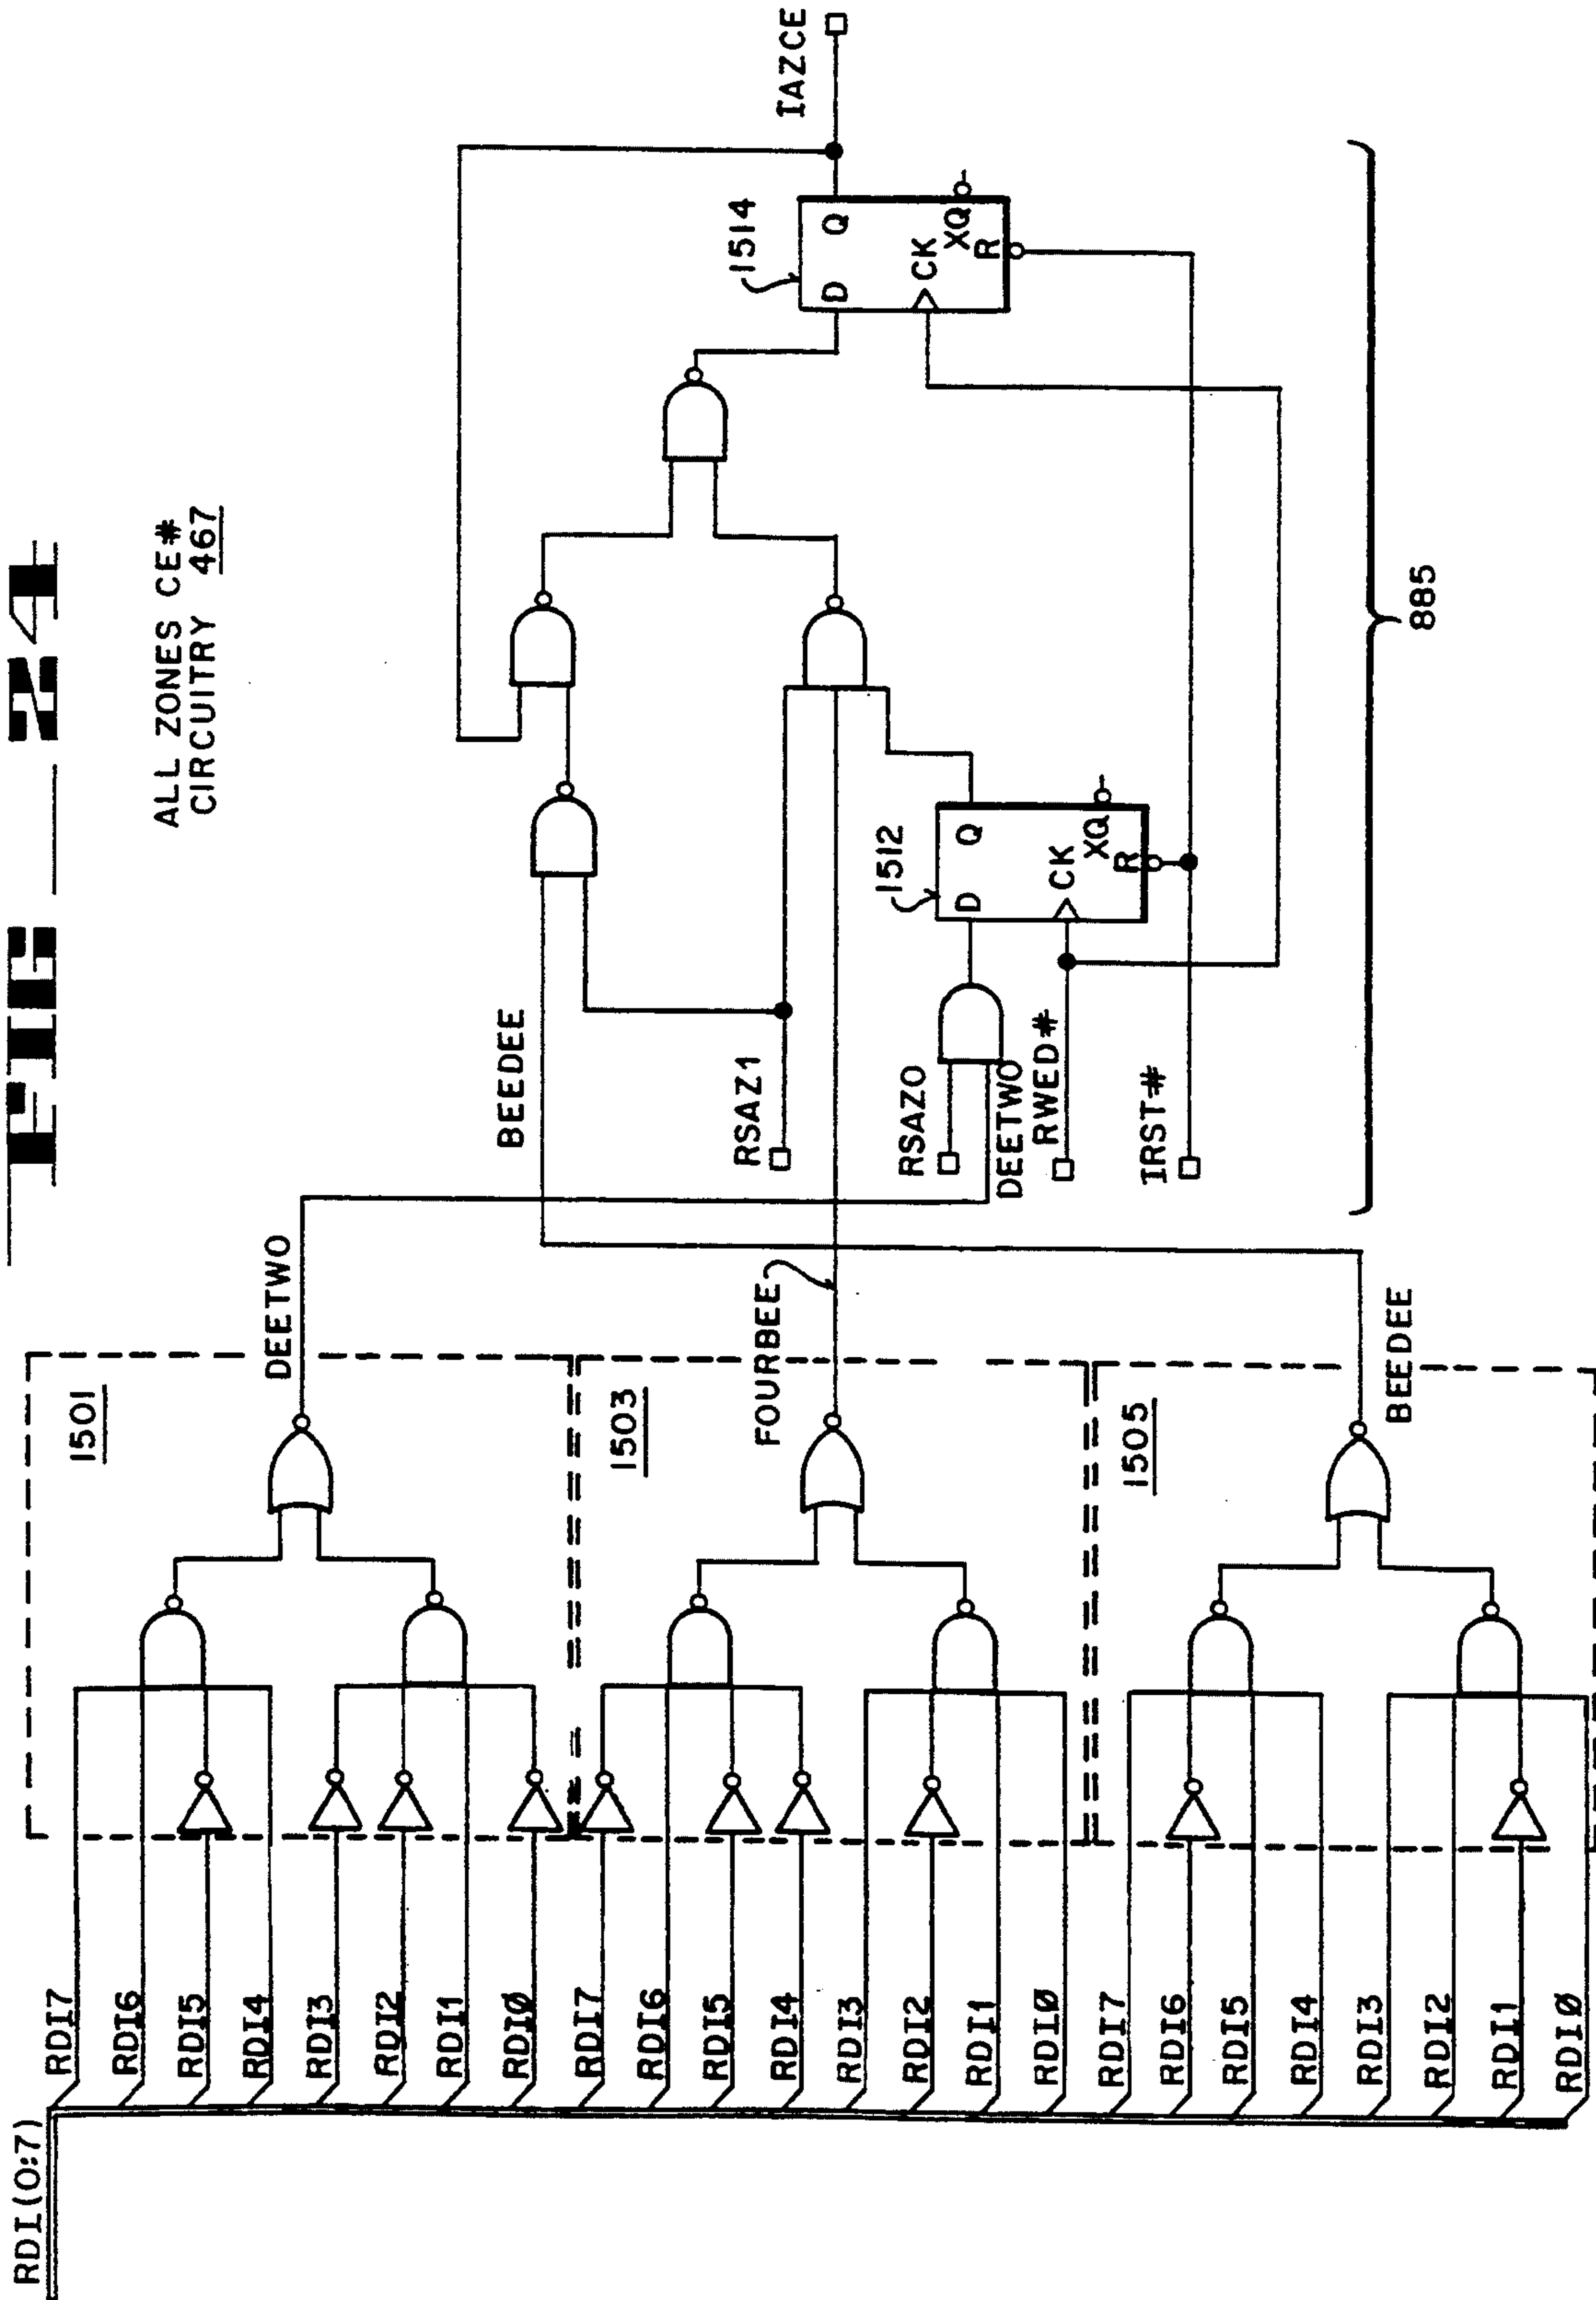 FIG 24
ALL ZONES CE#
CIRCUITRY 467
RDI(0:7)
RDI7
RDI6
RDI5
RDI4
RDI3
RDI2
RDI1
RDIØ
RDI7
RDI6
RDI5
RDI4
RDI3
RDI2
RDI1
RDIØ
RDI7
RDI6
RDI5
RDI4
RDI3
RDI2
RDI1
RDIØ
1501
1503
1505
DEETWO
FOURBEE
BEEDEE
BEEDEE
RSAZ1
RSAZ0
DEETWO
RWED#
IRST#
1512
D
Q
CK
XQ
R
1514
D
Q
CK
XQ
R
IAZCE
885